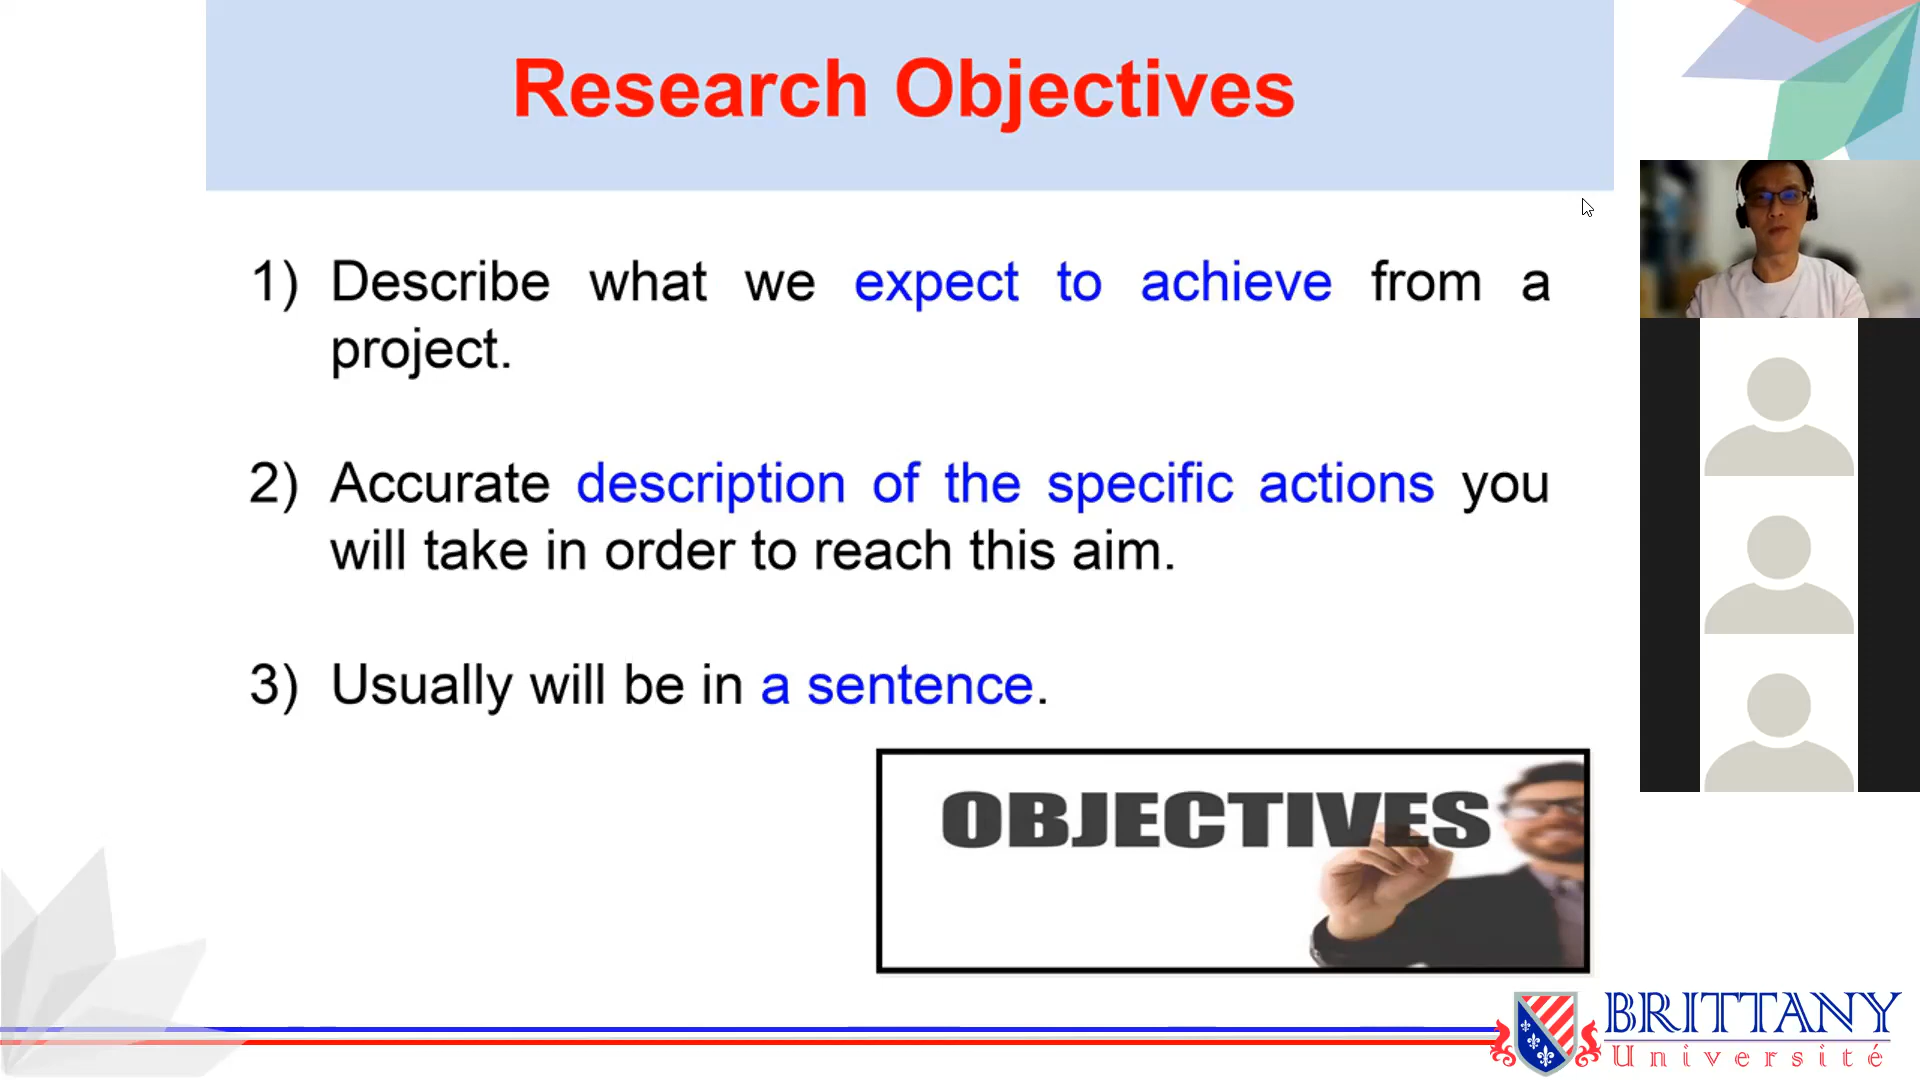 Research Objectives
1) Describe what we expect to achieve from a
project.
2) Accurate description of the specific actions you
will take in order to reach this aim.
3) Usually will be in a sentence.
OBJECTIVES
BRITTANY
Université